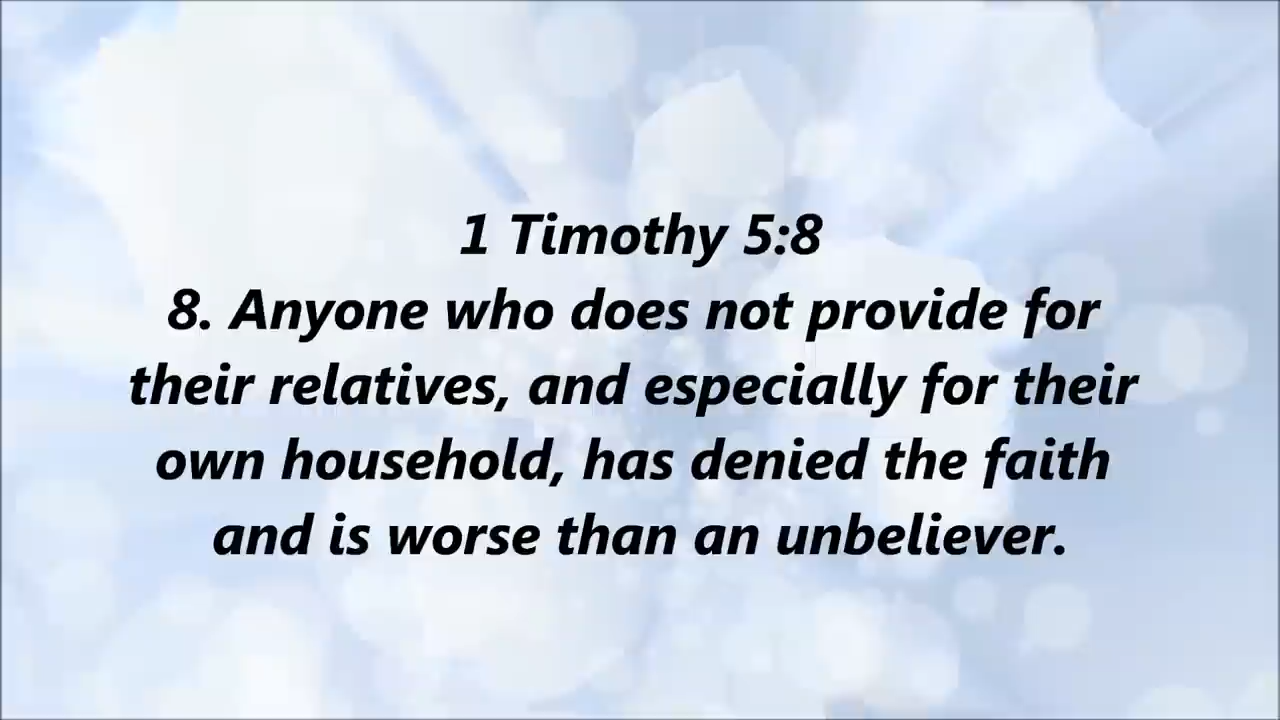 1 Timothy 5:8
8. Anyone who does not provide for
their relatives, and especially for their
own household, has denied the faith
and is worse than an unbeliever.